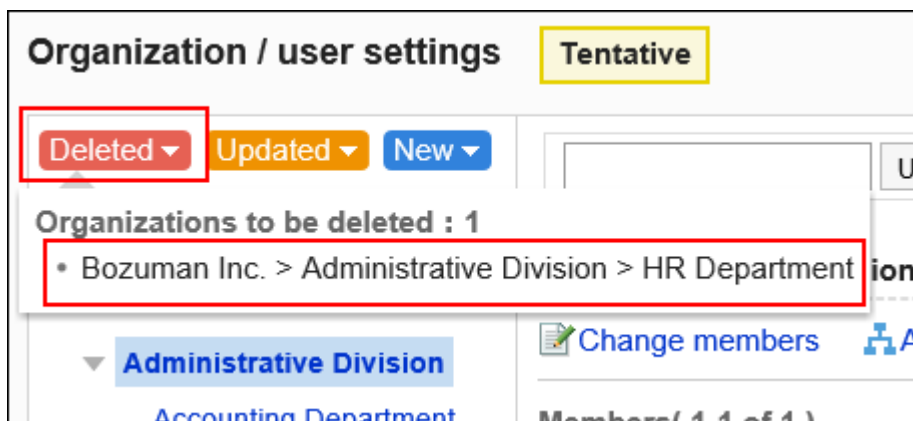 Organization / user settings Tentative
Deleted Updated New
U
Organizations to be deleted : 1
• Bozuman Inc. > Administrative Division > HR Department
ion
Change members A
Administrative Division
Accounting Department
Members( 1-1 of 1 )